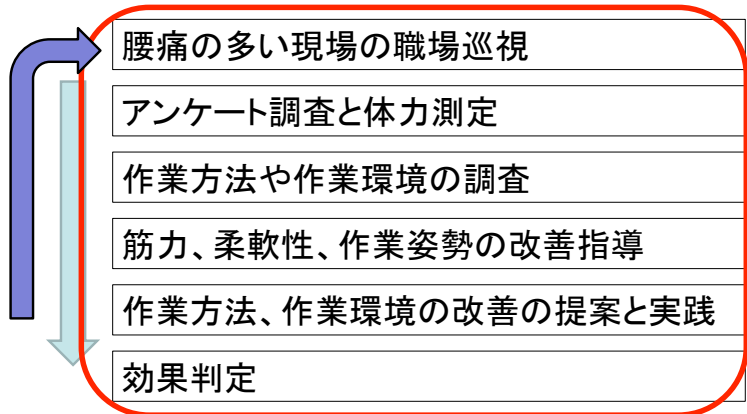 腰痛の多い現場の職場巡視
アンケート調査と体力測定
作業方法や作業環境の調査
筋力、柔軟性、作業姿勢の改善指導
作業方法、作業環境の改善の提案と実践
効果判定